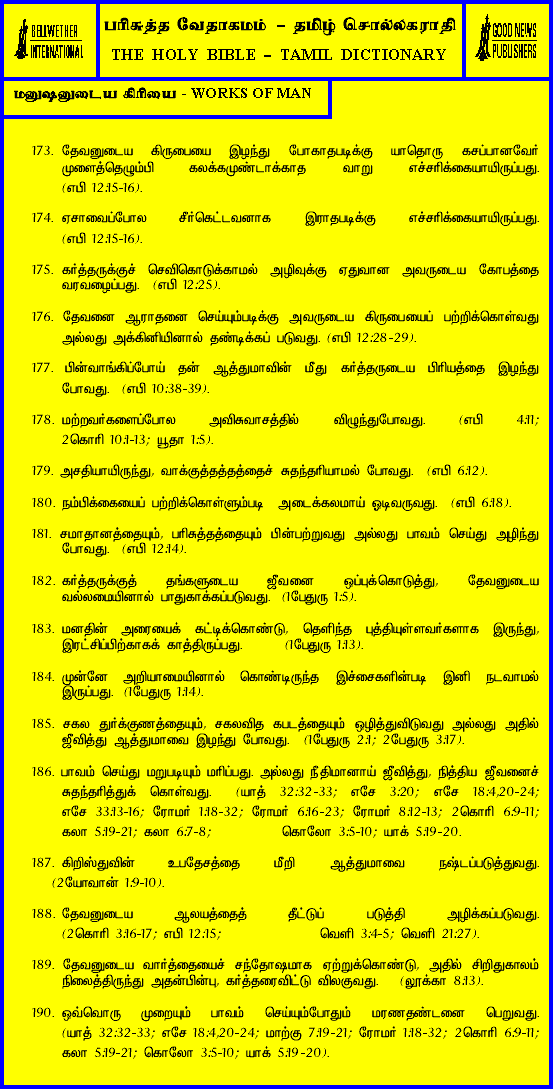 BELLWETHER
INTERNATIONAL
பரிசுத்த வேதாகமம் – தமிழ் சொல்லகராதி
THE HOLY BIBLE – TAMIL DICTIONARY
GOOD NEWS
PUBLISHERS
மனுஷனுடைய கிரியை - WORKS OF MAN
173. தேவனுடைய கிருபையை இழந்து போகாதபடிக்கு யாதொரு கசப்பானவேர்
முளைத்தெழும்பி கலக்கமுண்டாக்காத வாறு எச்சரிக்கையாயிருப்பது.
(எபி 12:15-16).
174. ஏசாவைப்போல சீர்கெட்டவனாக இராதபடிக்கு எச்சரிக்கையாயிருப்பது.
(எபி 12:15-16).
175. கர்த்தருக்குச் செவிகொடுக்காமல் அழிவுக்கு ஏதுவான அவருடைய கோபத்தை
வரவழைப்பது. (எபி 12:25).
176. தேவனை ஆராதனை செய்யும்படிக்கு அவருடைய கிருபையைப் பற்றிக்கொள்வது
அல்லது அக்கினியினால் தண்டிக்கப் படுவது. (எபி 12:28-29).
177. பின்வாங்கிப்போய் தன் ஆத்துமாவின் மீது கர்த்தருடைய பிரியத்தை இழந்து
போவது. (எபி 10:38-39).
178. மற்றவர்களைப்போல அவிசுவாசத்தில் விழுந்துபோவது. (எபி 4:11;
2கொரி 10:1-13; யூதா 1:5).
179. அசதியாயிருந்து, வாக்குத்தத்தத்தைச் சுதந்தரியாமல் போவது. (எபி 6:12).
180. நம்பிக்கையைப் பற்றிக்கொள்ளும்படி அடைக்கலமாய் ஓடிவருவது. (எபி 6:18).
181. சமாதானத்தையும், பரிசுத்தத்தையும் பின்பற்றுவது அல்லது பாவம் செய்து அழிந்து
போவது. (எபி 12:14).
182. கர்த்தருக்குத் தங்களுடைய ஜீவனை ஒப்புக்கொடுத்து, தேவனுடைய
வல்லமையினால் பாதுகாக்கப்படுவது. (1பேதுரு 1:5).
183. மனதின் அரையைக் கட்டிக்கொண்டு, தெளிந்த புத்தியுள்ளவர்களாக இருந்து,
இரட்சிப்பிற்காகக் காத்திருப்பது. (1பேதுரு 1:13).
184. முன்னே அறியாமையினால் கொண்டிருந்த இச்சைகளின்படி இனி நடவாமல்
இருப்பது. (1பேதுரு 1:14).
185. சகல துர்க்குணத்தையும், சகலவித கபடத்தையும் ஒழித்துவிடுவது அல்லது அதில்
ஜீவித்து ஆத்துமாவை இழந்து போவது. (1பேதுரு 2:1; 2பேதுரு 3:17).
186. பாவம் செய்து மறுபடியும் மரிப்பது. அல்லது நீதிமானாய் ஜீவித்து, நித்திய ஜீவனைச்
சுதந்தரித்துக் கொள்வது. (யாத் 32:32-33; எசே 3:20; எசே 18:4,20-24;
எசே 33:13-16; ரோமர் 1:18-32; ரோமர் 6:16-23; ரோமர் 8:12-13; 2கொரி 6:9-11;
கலா 5:19-21; கலா 6:7-8; கொலோ 3:5-10; யாக் 5:19-20.
187. கிறிஸ்துவின் உபதேசத்தை மீறி ஆத்துமாவை நஷ்டப்படுத்துவது.
(2யோவான் 1:9-10).
188. தேவனுடைய ஆலயத்தைத் தீட்டுப் படுத்தி அழிக்கப்படுவது.
(2கொரி 3:16-17; எபி 12:15; வெளி 3:4-5; வெளி 21:27).
189. தேவனுடைய வார்த்தையைச் சந்தோஷமாக ஏற்றுக்கொண்டு, அதில் சிறிதுகாலம்
நிலைத்திருந்து அதன்பின்பு, கர்த்தரைவிட்டு விலகுவது. (லூக்கா 8:13).
190. ஒவ்வொரு முறையும் பாவம் செய்யும்போதும் மரணதண்டனை பெறுவது.
(யாத் 32:32-33; எசே 18:4,20-24; மாற்கு 7:19-21; ரோமர் 1:18-32; 2கொரி 6:9-11;
கலா 5:19-21; கொலோ 3:5-10; யாக் 5:19-20).